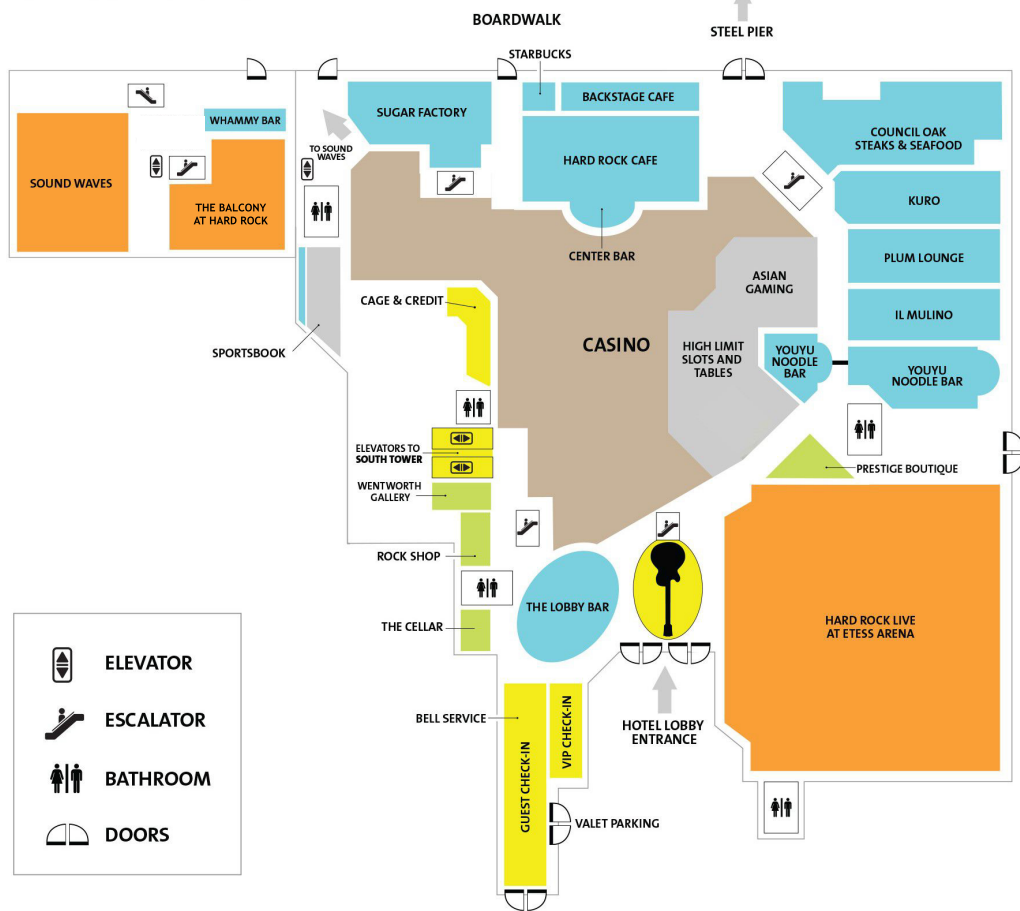 BOARDWALK
STEEL PIER
STARBUCKS
BACKSTAGE CAFE
SUGAR FACTORY
WHAMMY BAR
TO SOUND
WAVES
HARD ROCK CAFE
COUNCIL OAK
STEAKS & SEAFOOD
SOUND WAVES
THE BALCONY
AT HARD ROCK
KURO
CENTER BAR
PLUM LOUNGE
ASIAN
GAMING
CAGE & CREDIT
IL MULINO
SPORTSBOOK
CASINO
HIGH LIMIT
SLOTS AND
TABLES
YOUYU
NOODLE
BAR
YOUYU
NOODLE BAR
ELEVATORS TO
SOUTH TOWER
PRESTIGE BOUTIQUE
WENTWORTH
GALLERY
ROCK SHOP
THE LOBBY BAR
THE CELLAR
HARD ROCK LIVE
AT ETESS ARENA
BELL SERVICE
GUEST CHECK-IN
VIP CHECK-IN
HOTEL LOBBY
ENTRANCE
VALET PARKING
ELEVATOR
ESCALATOR
BATHROOM
DOORS